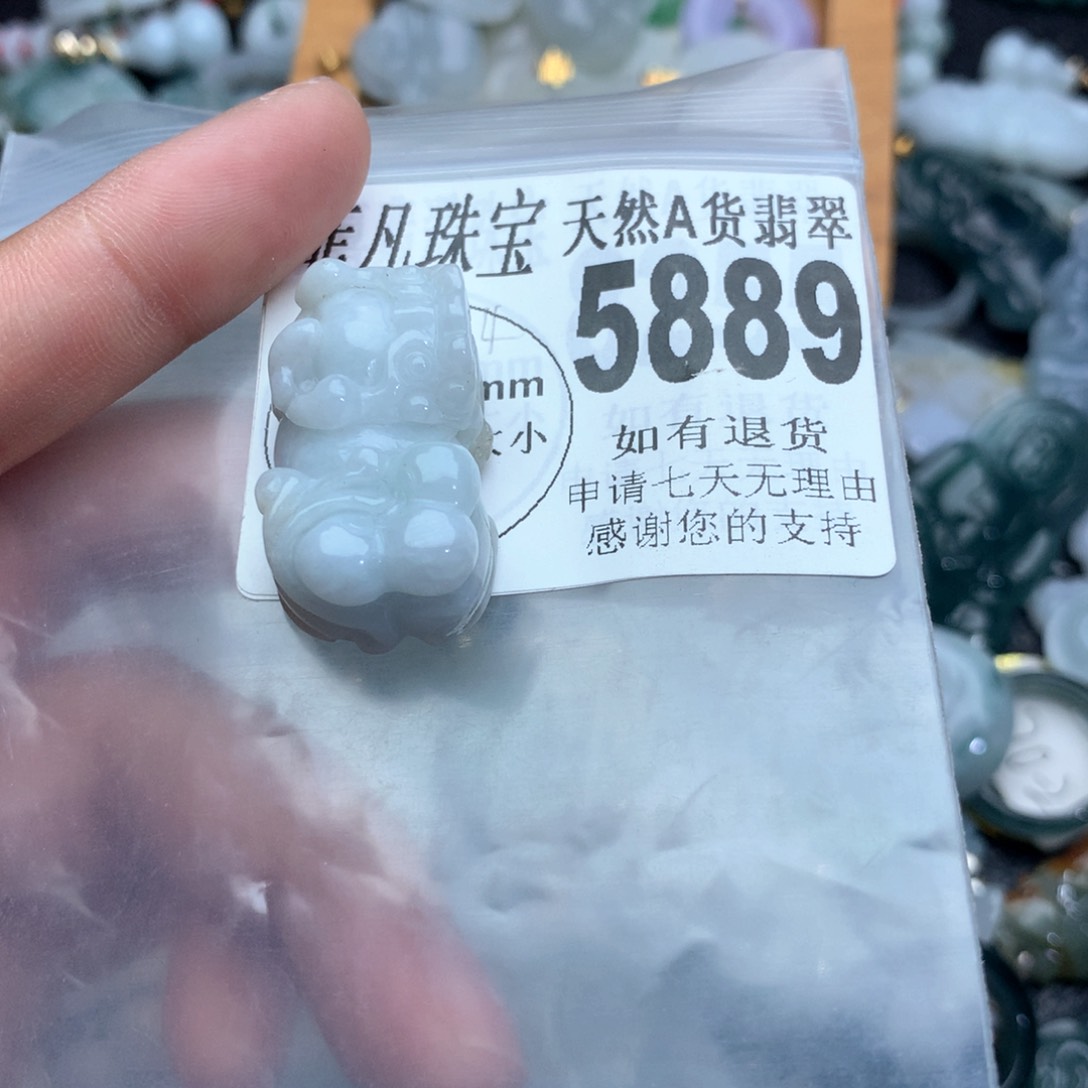 凡珠宝 天然A货翡翠
5889
mm
小
如有退货
申请七天无理由
感谢您的支持